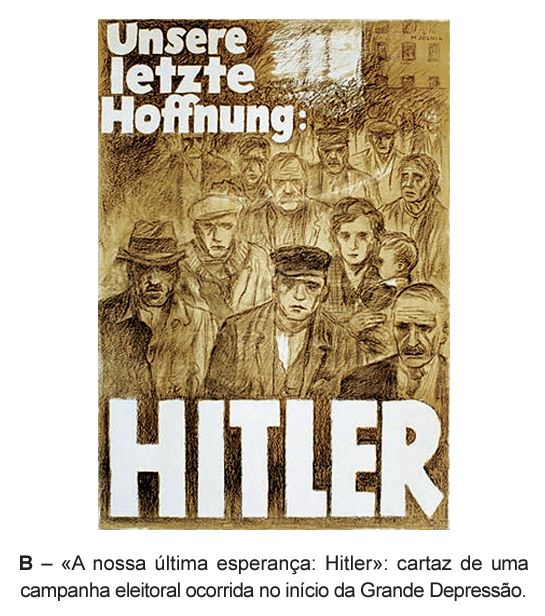 Unsere
letzte
Hoffnung:
HITLER
B – «A nossa última esperança: Hitler»: cartaz de uma
campanha eleitoral ocorrida no início da Grande Depressão.